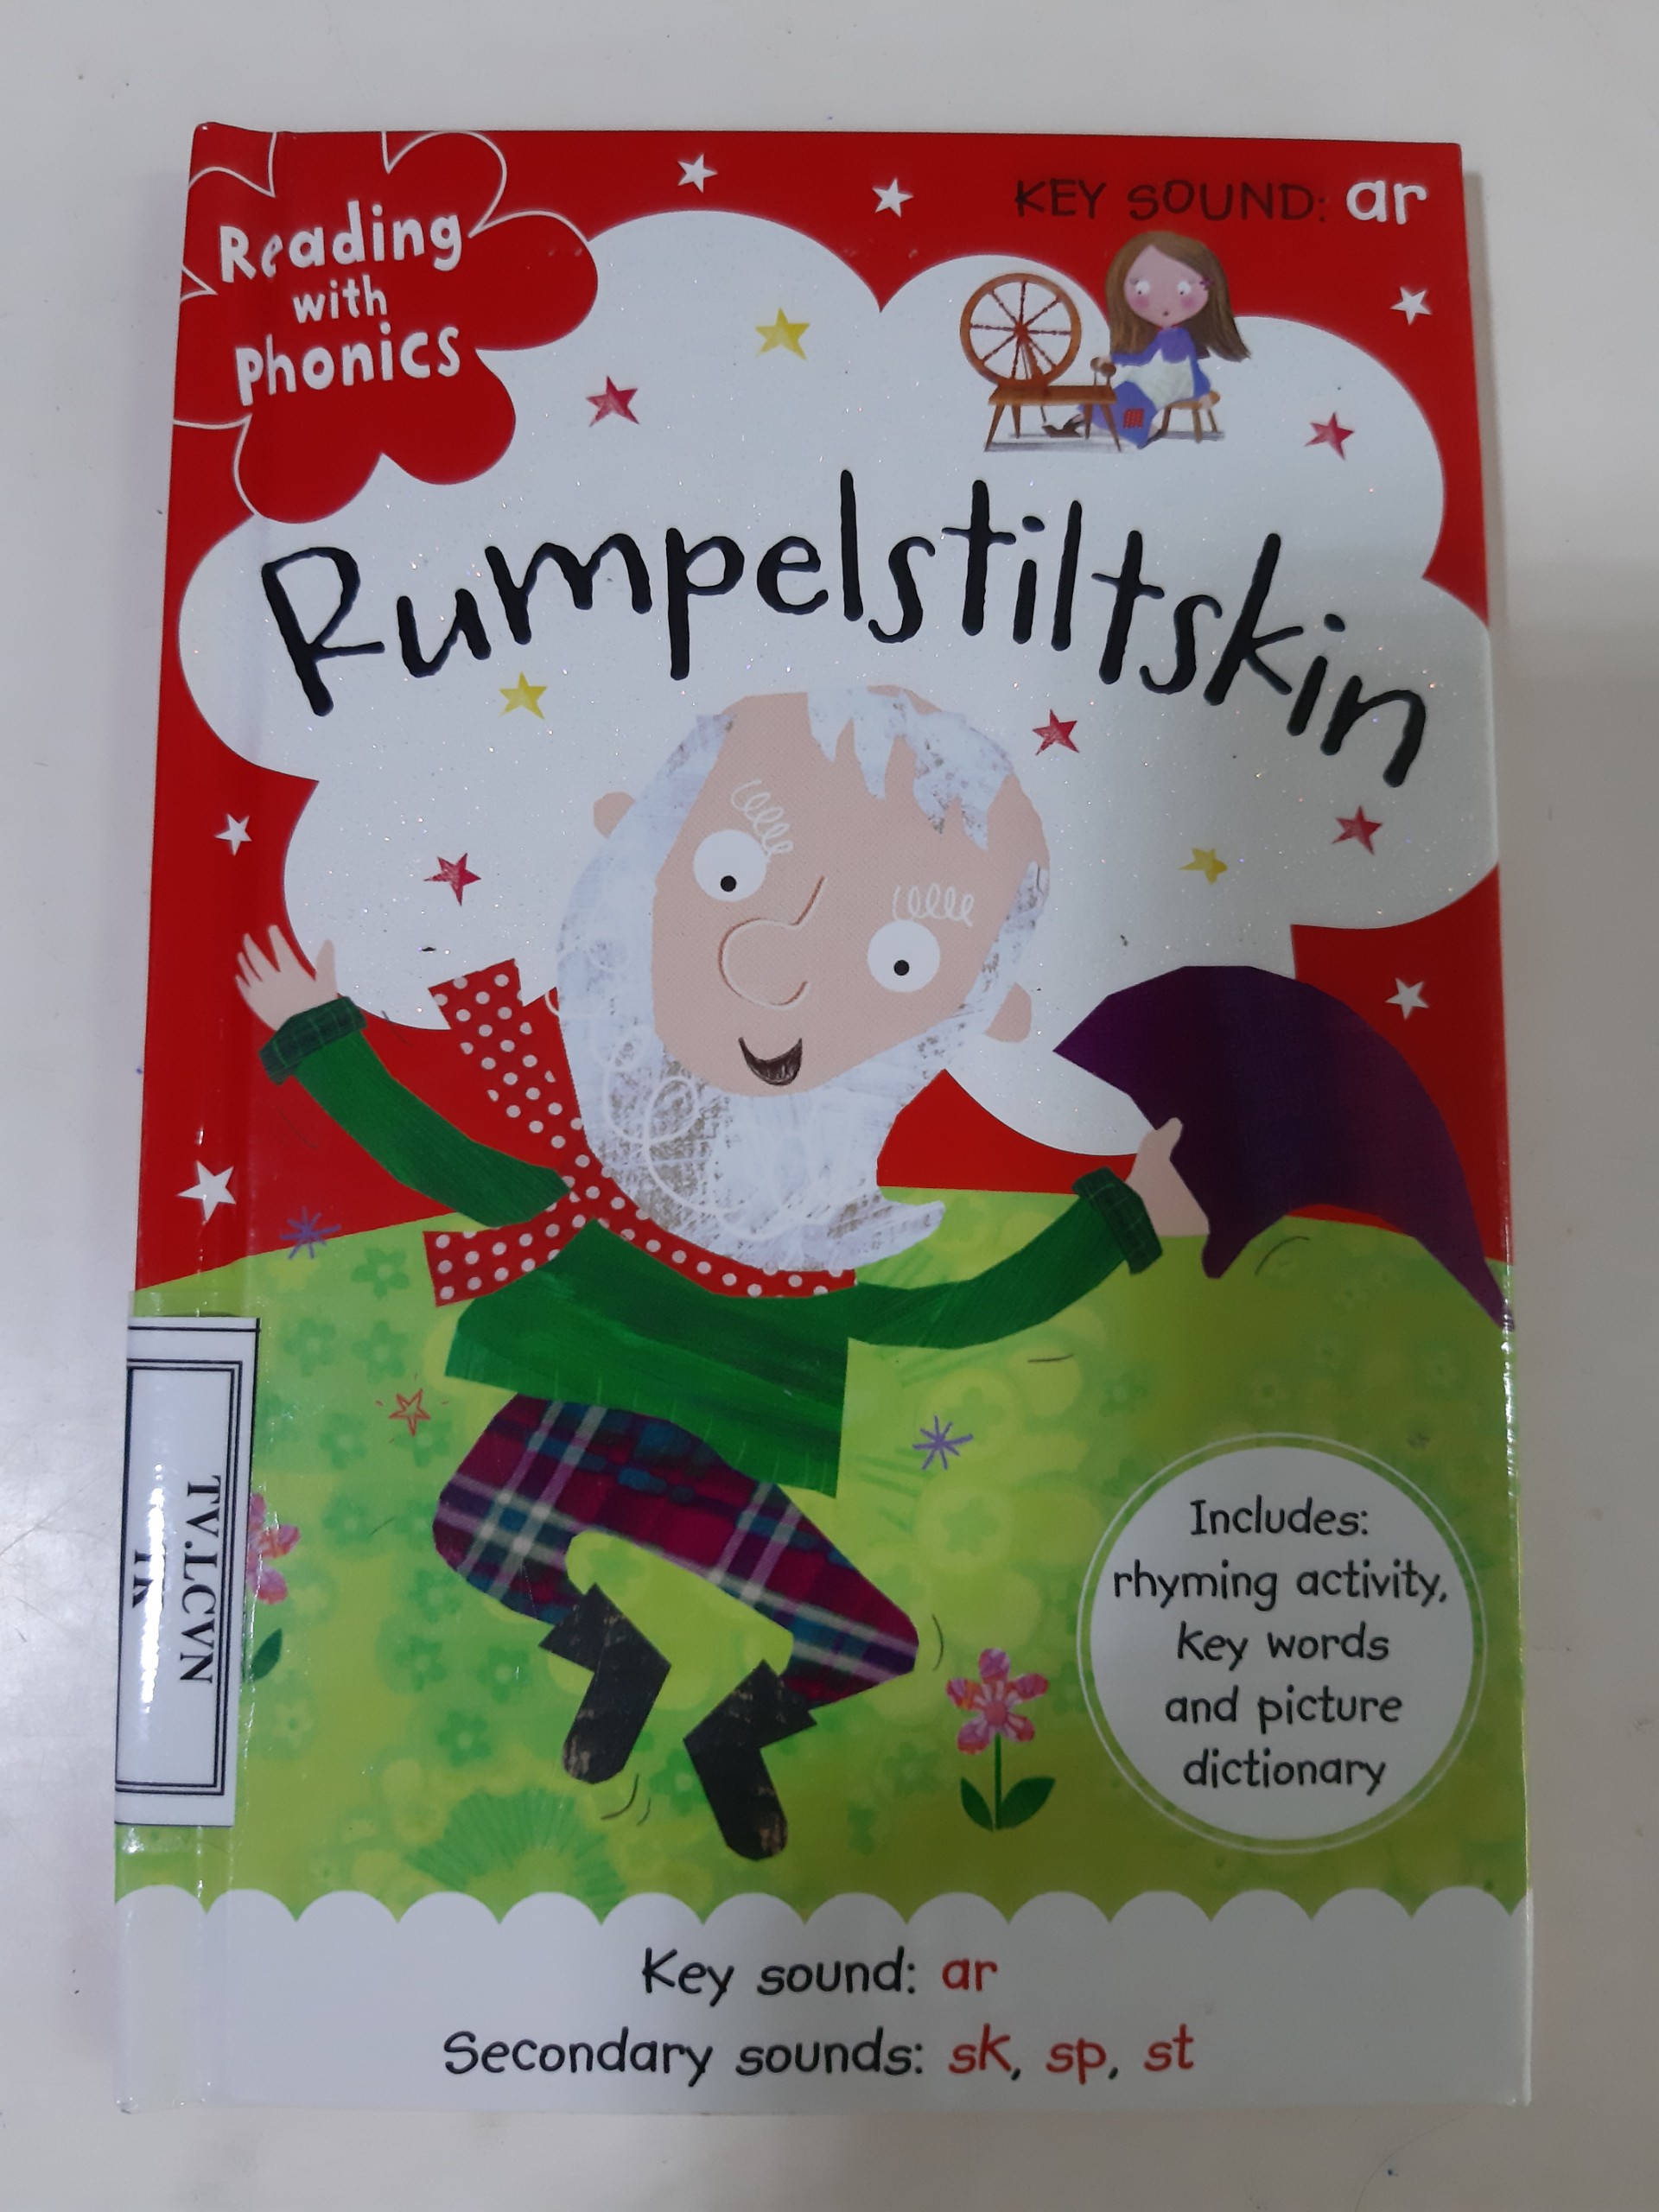 Reading
with
Phonics
KEY SOUND: ar
Rumpelstiltskin
TV.LCVN
Includes:
rhyming activity,
key words
and picture
dictionary
Key sound: ar
Secondary sounds: sk, sp, st